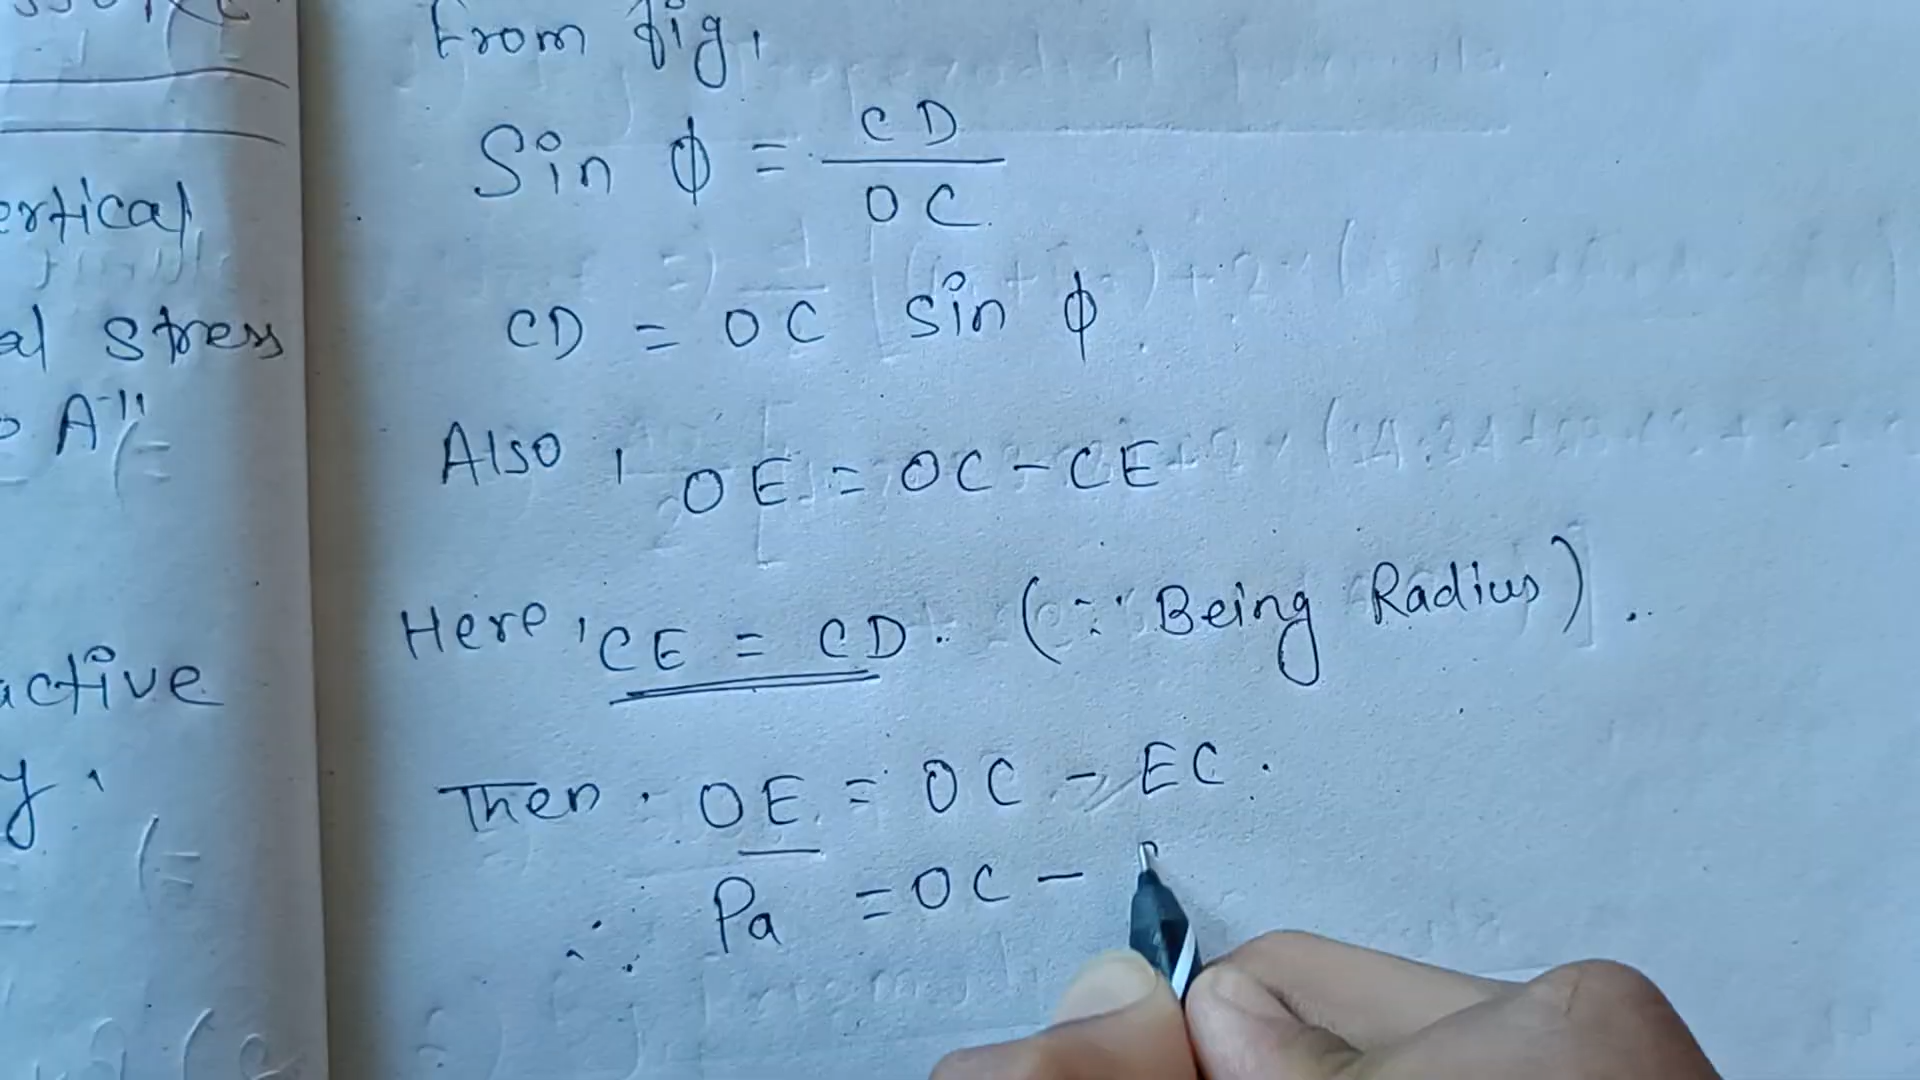 ertical
al stress
A
active
y.
From fig,
Sin ϕ = CD / OC
CD = OC Sin ϕ
Also, OE = OC - CE
Here, CE = CD. (∵ Being Radius).
Then. OE = OC - EC.
∴ Pa = OC -